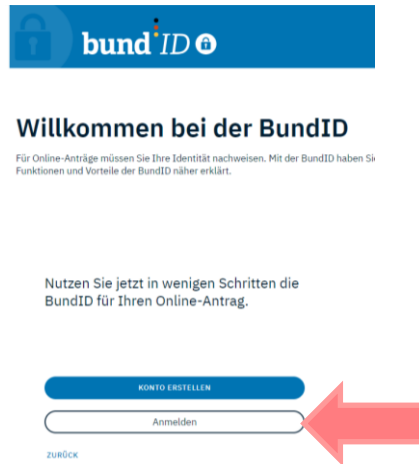 bund ID
Willkommen bei der BundID
Für Online-Anträge müssen Sie Ihre Identität nachweisen. Mit der BundID haben Sie
Funktionen und Vorteile der BundID näher erklärt.
Nutzen Sie jetzt in wenigen Schritten die
BundID für Ihren Online-Antrag.
KONTO ERSTELLEN
Anmelden
ZURÜCK